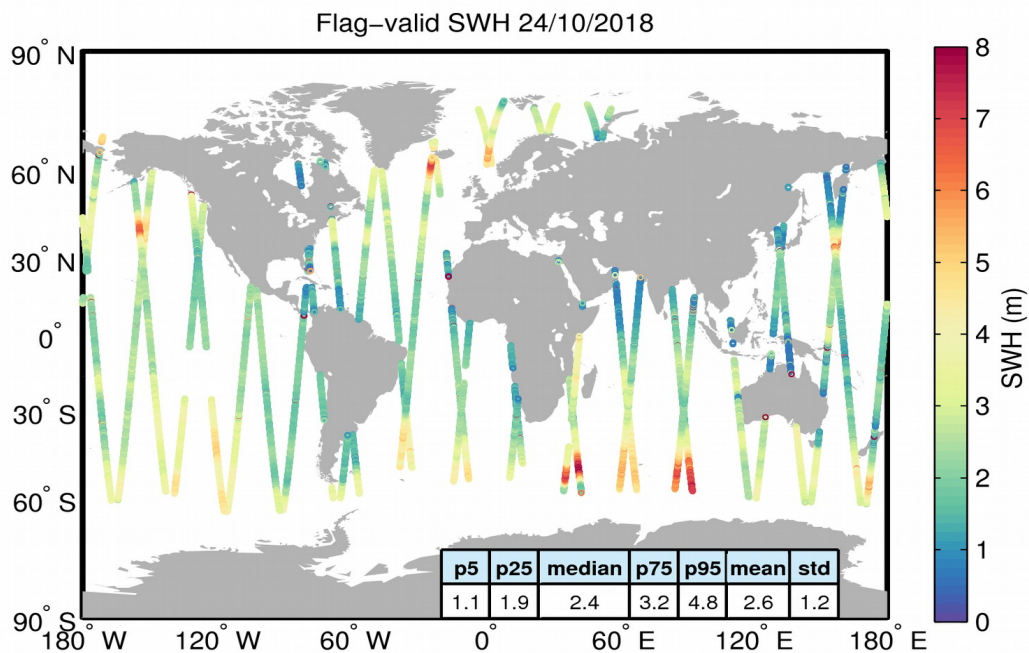 Flag−valid SWH 24/10/2018
90° N
60° N
30° N
0°
30° S
60° S
90° S
180° W
120° W
60° W
0°
60° E
120° E
180° E
8
7
6
5
4
3
2
1
0
SWH (m)
p5 p25 median p75 p95 mean std
1.1 1.9 2.4 3.2 4.8 2.6 1.2